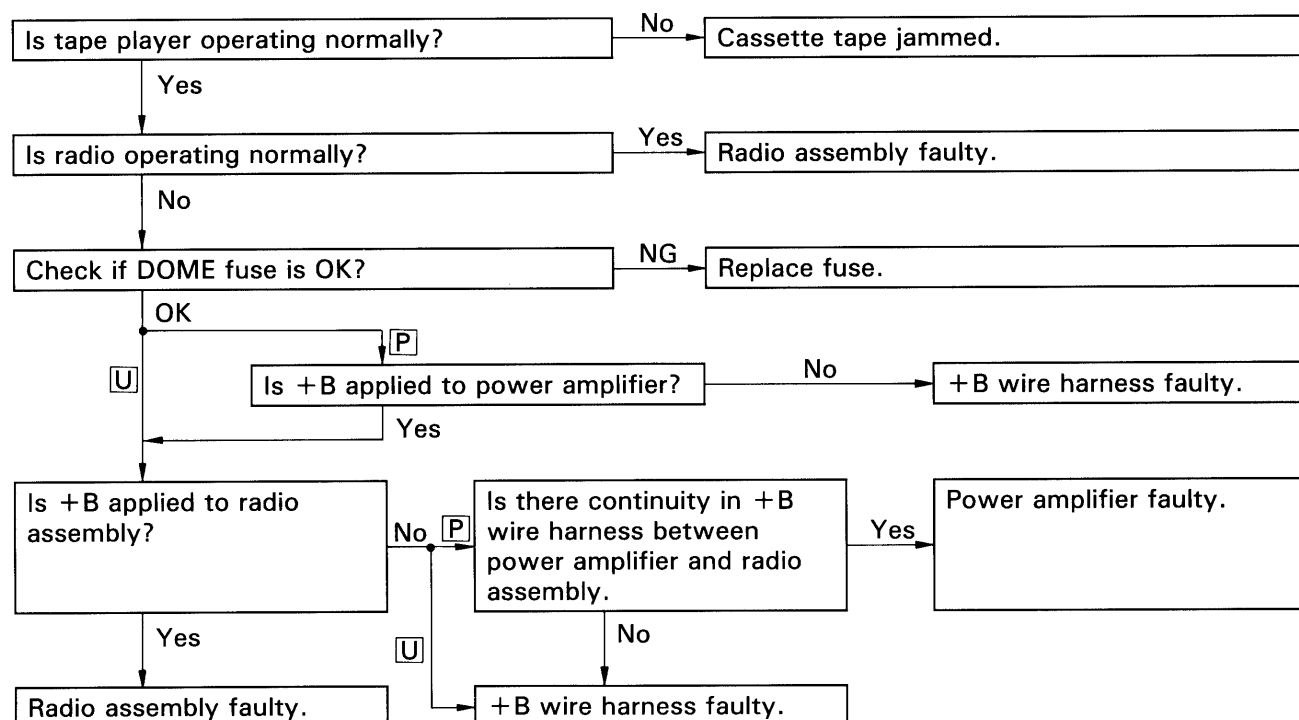 Is tape player operating normally?
No
Cassette tape jammed.
Yes
Is radio operating normally?
Yes
Radio assembly faulty.
No
Check if DOME fuse is OK?
NG
Replace fuse.
OK
P
U
Is +B applied to power amplifier?
No
+B wire harness faulty.
Yes
Is +B applied to radio
assembly?
No
P
Is there continuity in +B
wire harness between
power amplifier and radio
assembly.
Yes
Power amplifier faulty.
Yes
U
No
Radio assembly faulty.
+B wire harness faulty.